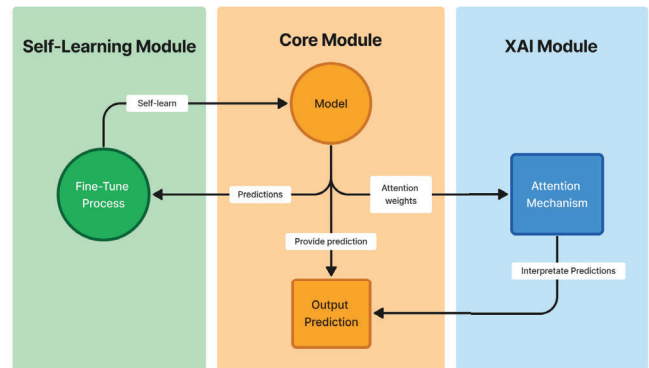 Self-Learning Module
Core Module
XAI Module
Self-learn
Model
Fine-Tune
Process
Predictions
Attention
weights
Attention
Mechanism
Provide prediction
Interpretate Predictions
Output
Prediction